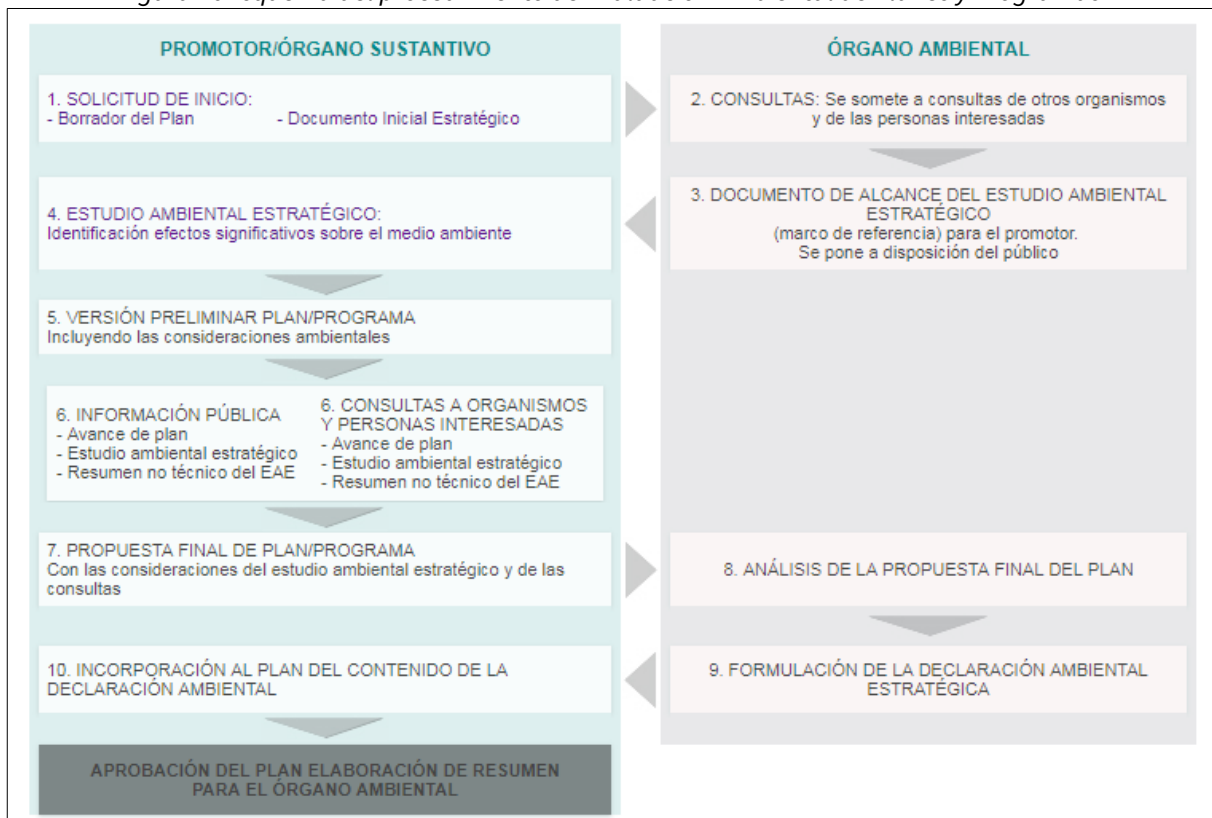 PROMOTOR/ÓRGANO SUSTANTIVO
ÓRGANO AMBIENTAL
1. SOLICITUD DE INICIO:
- Borrador del Plan - Documento Inicial Estratégico
2. CONSULTAS: Se somete a consultas de otros organismos
y de las personas interesadas
3. DOCUMENTO DE ALCANCE DEL ESTUDIO AMBIENTAL
ESTRATÉGICO
(marco de referencia) para el promotor.
Se pone a disposición del público
4. ESTUDIO AMBIENTAL ESTRATÉGICO:
Identificación efectos significativos sobre el medio ambiente
5. VERSIÓN PRELIMINAR PLAN/PROGRAMA
Incluyendo las consideraciones ambientales
6. INFORMACIÓN PÚBLICA
- Avance de plan
- Estudio ambiental estratégico
- Resumen no técnico del EAE
6. CONSULTAS A ORGANISMOS
Y PERSONAS INTERESADAS
- Avance de plan
- Estudio ambiental estratégico
- Resumen no técnico del EAE
7. PROPUESTA FINAL DE PLAN/PROGRAMA
Con las consideraciones del estudio ambiental estratégico y de las
consultas
8. ANÁLISIS DE LA PROPUESTA FINAL DEL PLAN
9. FORMULACIÓN DE LA DECLARACIÓN AMBIENTAL
ESTRATÉGICA
10. INCORPORACIÓN AL PLAN DEL CONTENIDO DE LA
DECLARACIÓN AMBIENTAL
APROBACIÓN DEL PLAN ELABORACIÓN DE RESUMEN
PARA EL ÓRGANO AMBIENTAL